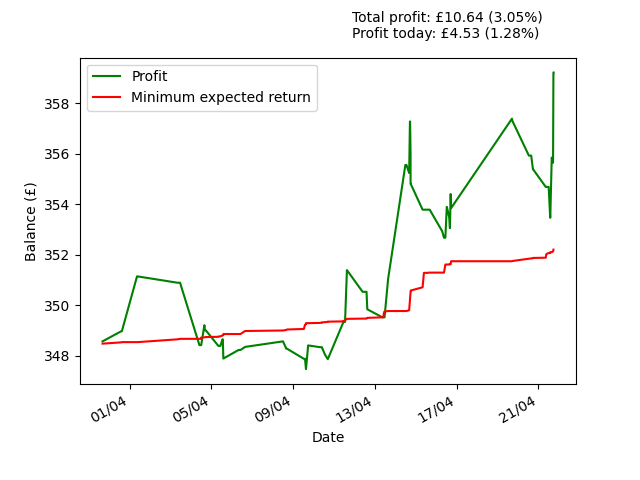 Total profit: £10.64 (3.05%)
Profit today: £4.53 (1.28%)
Profit
Minimum expected return
358
356
354
352
350
348
Balance (£)
01/04
05/04
09/04
13/04
17/04
21/04
Date